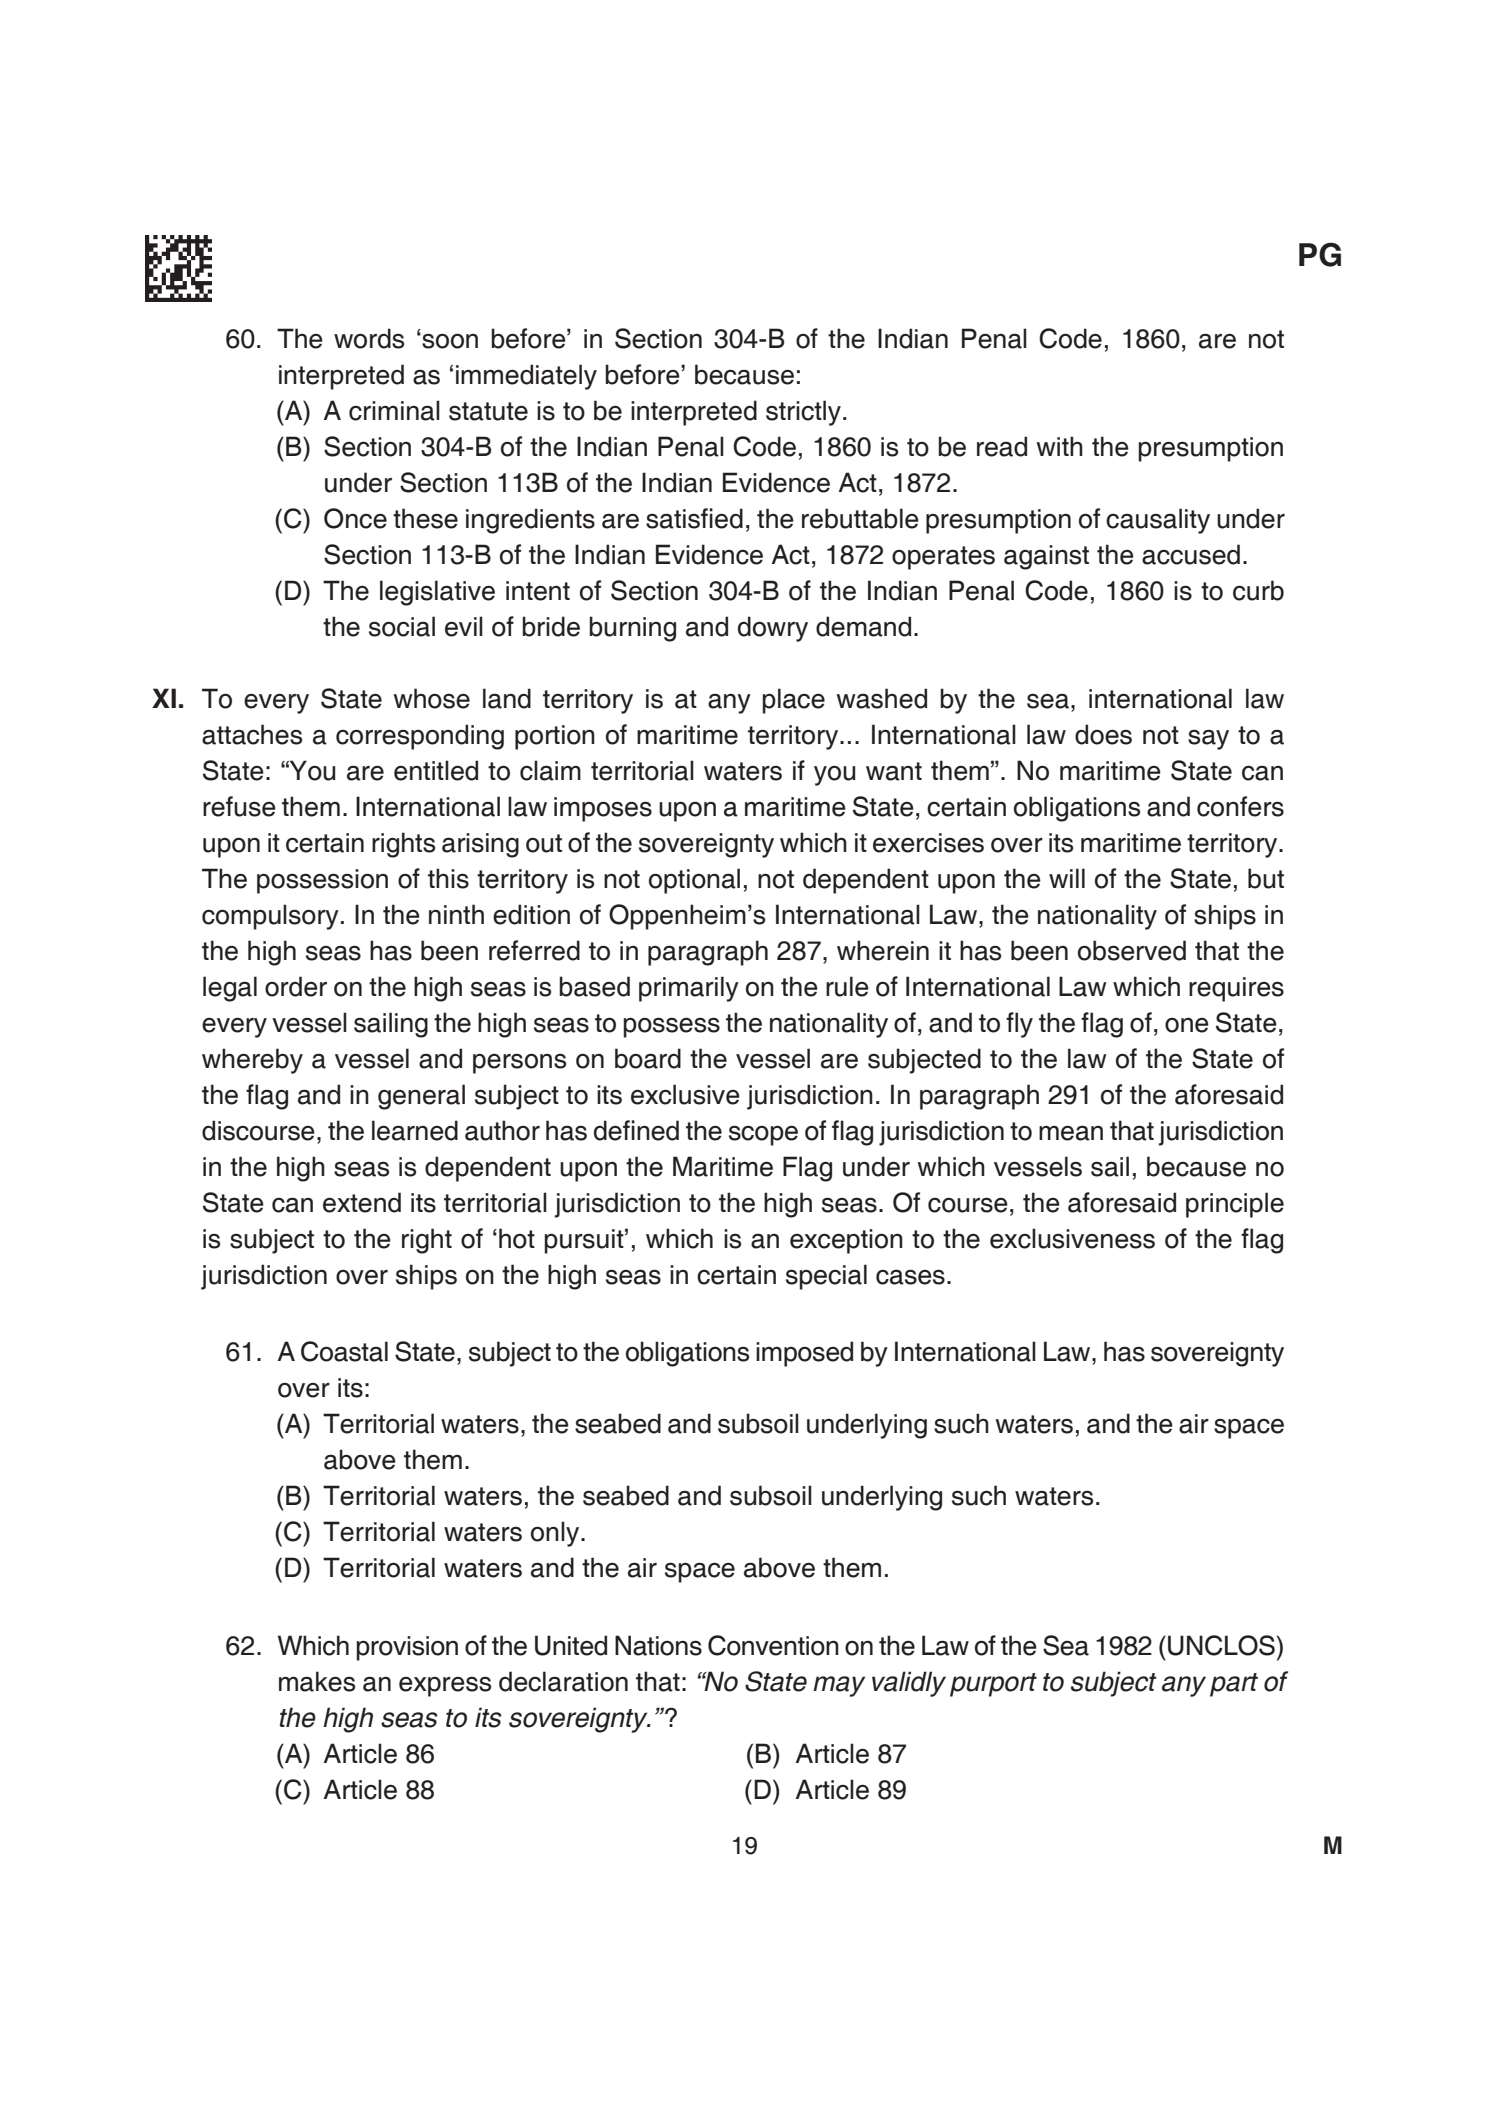 PG
60. The words ‘soon before’ in Section 304-B of the Indian Penal Code, 1860, are not
interpreted as ‘immediately before’ because:
(A) A criminal statute is to be interpreted strictly.
(B) Section 304-B of the Indian Penal Code, 1860 is to be read with the presumption
under Section 113B of the Indian Evidence Act, 1872.
(C) Once these ingredients are satisfied, the rebuttable presumption of causality under
Section 113-B of the Indian Evidence Act, 1872 operates against the accused.
(D) The legislative intent of Section 304-B of the Indian Penal Code, 1860 is to curb
the social evil of bride burning and dowry demand.
XI. To every State whose land territory is at any place washed by the sea, international law
attaches a corresponding portion of maritime territory... International law does not say to a
State: “You are entitled to claim territorial waters if you want them”. No maritime State can
refuse them. International law imposes upon a maritime State, certain obligations and confers
upon it certain rights arising out of the sovereignty which it exercises over its maritime territory.
The possession of this territory is not optional, not dependent upon the will of the State, but
compulsory. In the ninth edition of Oppenheim’s International Law, the nationality of ships in
the high seas has been referred to in paragraph 287, wherein it has been observed that the
legal order on the high seas is based primarily on the rule of International Law which requires
every vessel sailing the high seas to possess the nationality of, and to fly the flag of, one State,
whereby a vessel and persons on board the vessel are subjected to the law of the State of
the flag and in general subject to its exclusive jurisdiction. In paragraph 291 of the aforesaid
discourse, the learned author has defined the scope of flag jurisdiction to mean that jurisdiction
in the high seas is dependent upon the Maritime Flag under which vessels sail, because no
State can extend its territorial jurisdiction to the high seas. Of course, the aforesaid principle
is subject to the right of ‘hot pursuit’, which is an exception to the exclusiveness of the flag
jurisdiction over ships on the high seas in certain special cases.
61. A Coastal State, subject to the obligations imposed by International Law, has sovereignty
over its:
(A) Territorial waters, the seabed and subsoil underlying such waters, and the air space
above them.
(B) Territorial waters, the seabed and subsoil underlying such waters.
(C) Territorial waters only.
(D) Territorial waters and the air space above them.
62. Which provision of the United Nations Convention on the Law of the Sea 1982 (UNCLOS)
makes an express declaration that: “No State may validly purport to subject any part of
the high seas to its sovereignty.”?
(A) Article 86 (B) Article 87
(C) Article 88 (D) Article 89
19 M